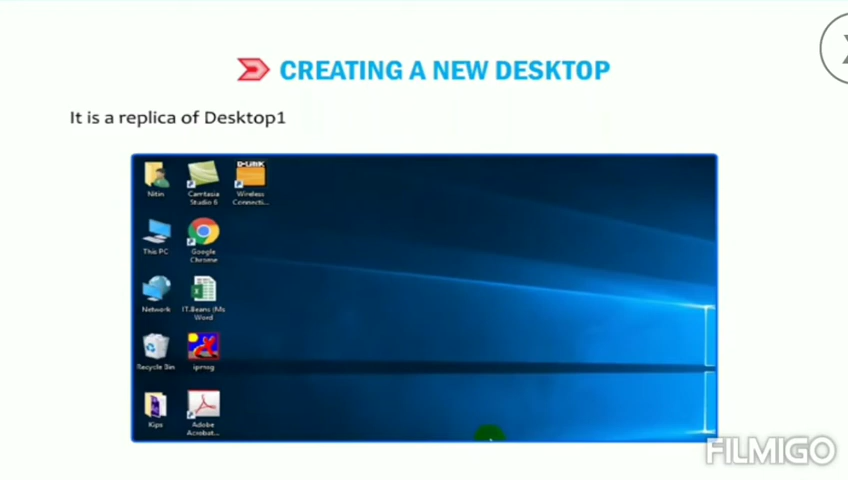 CREATING A NEW DESKTOP
It is a replica of Desktop1
Nitin
Camtasia
Studio 6
D-Link
Wireless
Connecti...
This PC
Google
Chrome
Network
IT.Beans (Ms
Word
Recycle Bin
Kips
Adobe
Acrobat...
FILMIGO